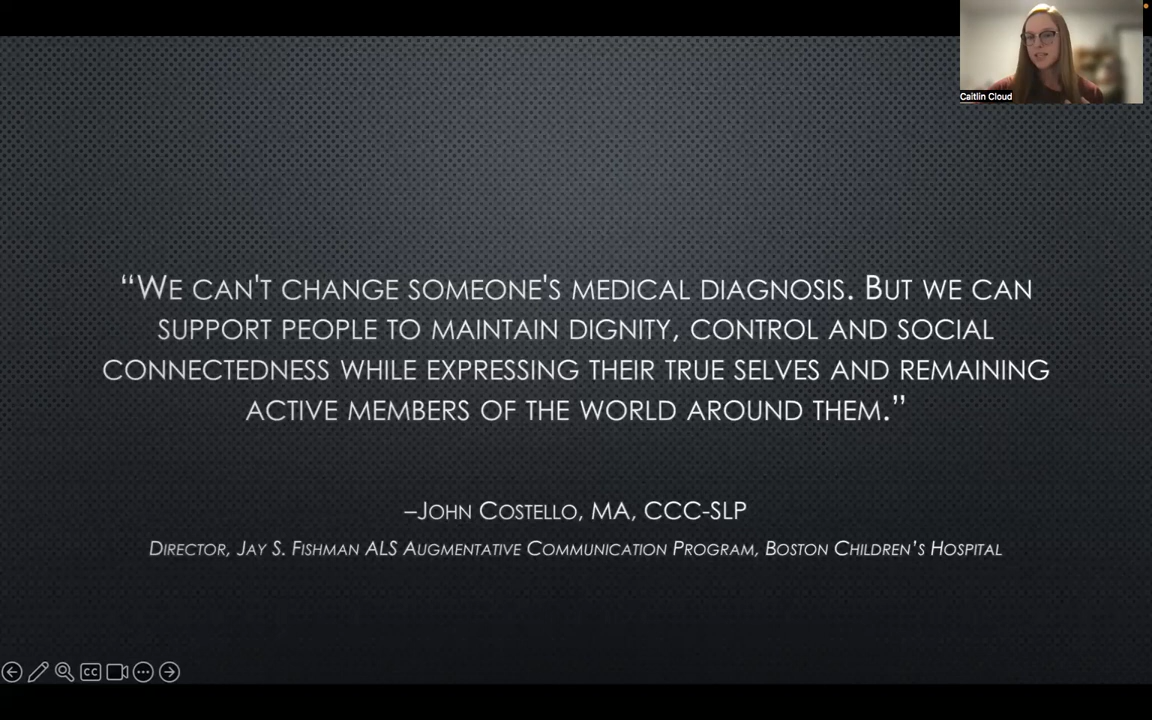 Caitlin Cloud
“We can't change someone's medical diagnosis. But we can
support people to maintain dignity, control and social
connectedness while expressing their true selves and remaining
active members of the world around them.”
–John Costello, MA, CCC-SLP
Director, Jay S. Fishman ALS Augmentative Communication Program, Boston Children’s Hospital
CC